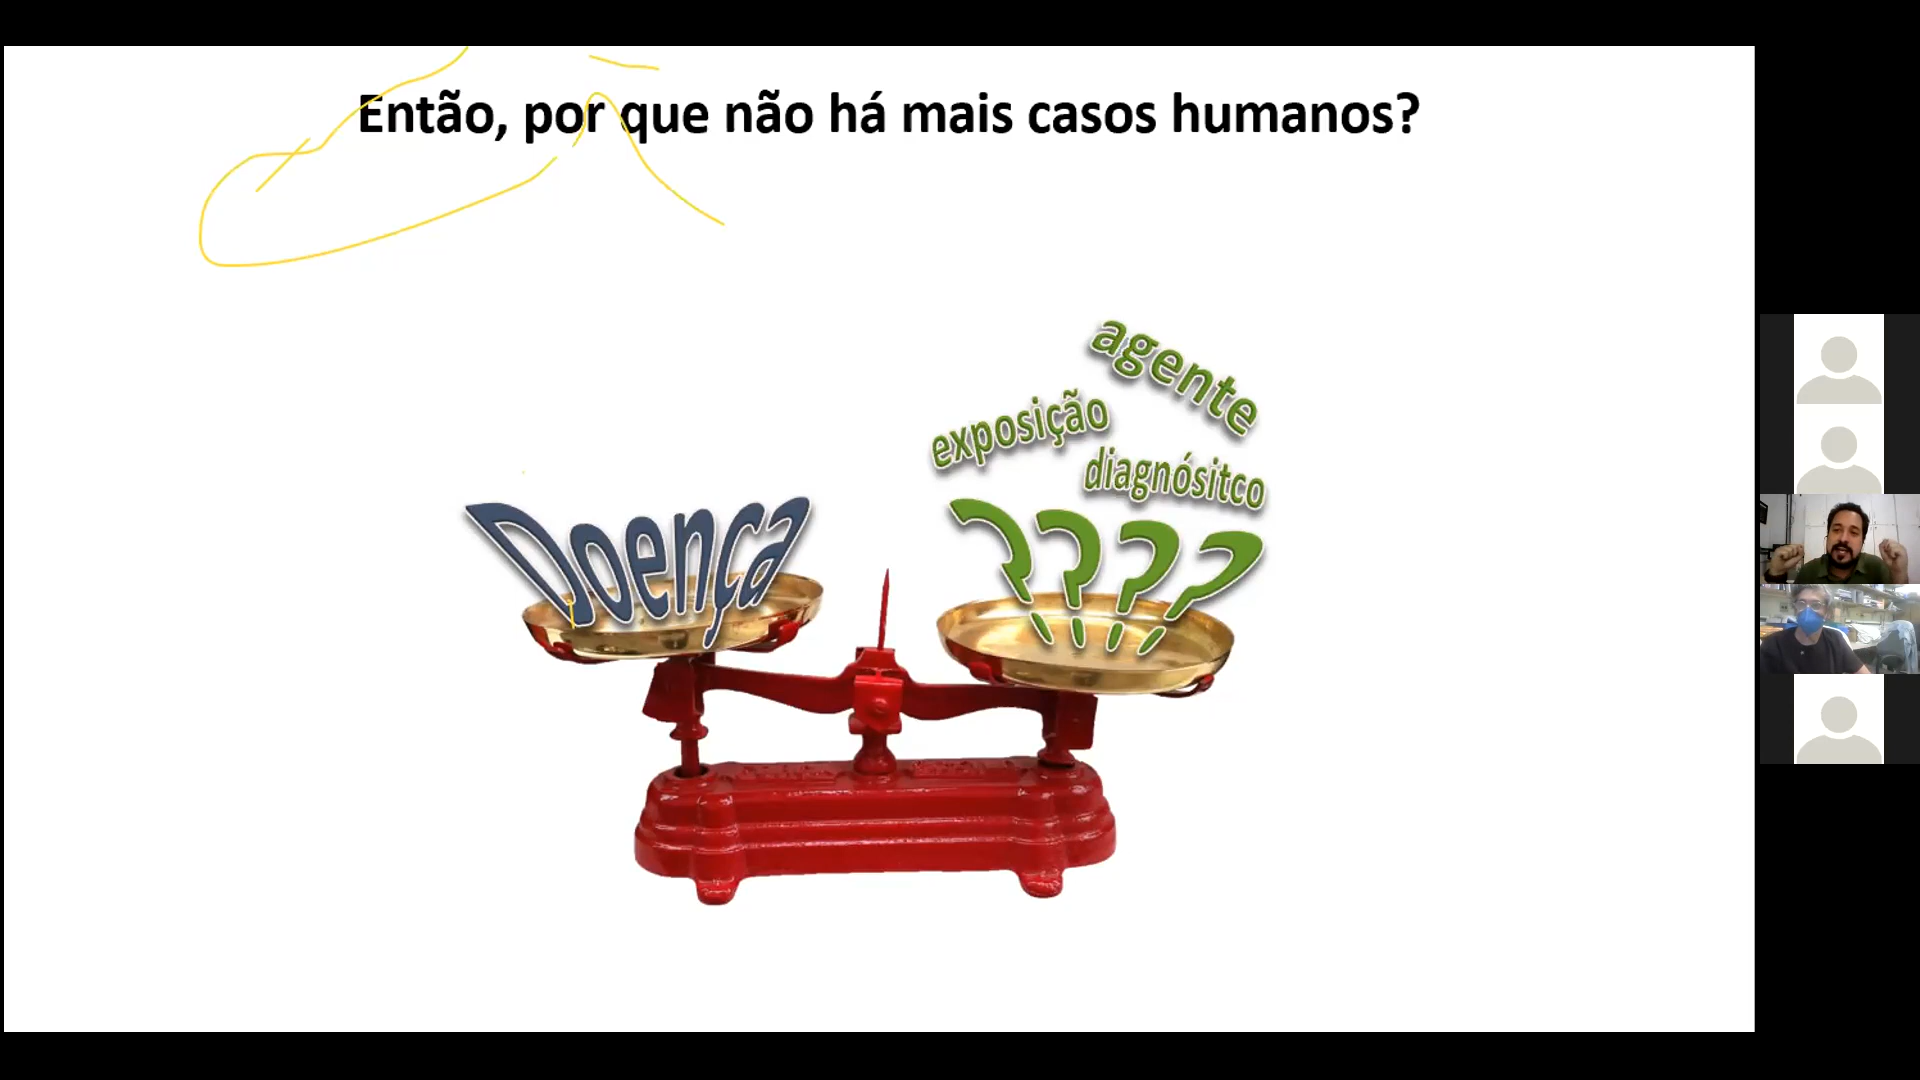 Então, por que não há mais casos humanos?
agente
exposição
diagnósitco
Doença
????